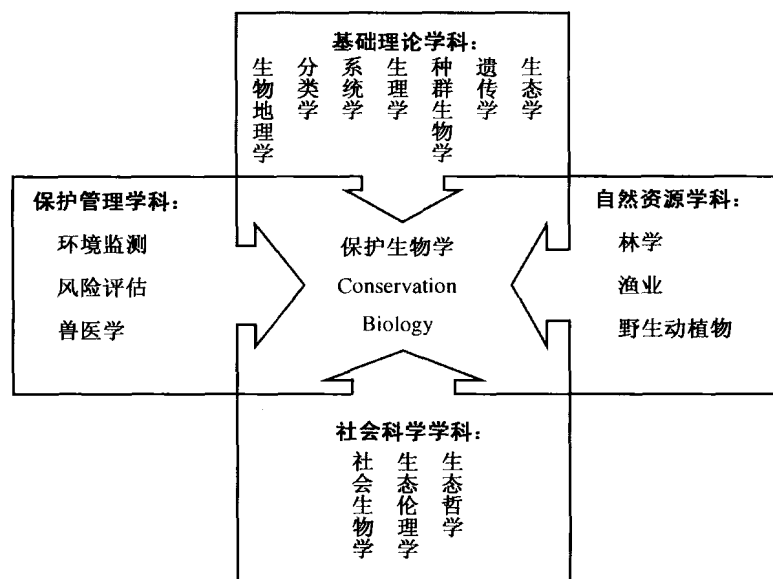 基础理论学科：
生物地理学
分类学
系统学
生理学
种群生物学
遗传学
生态学
保护管理学科：
环境监测
风险评估
兽医学
保护生物学
Conservation
Biology
自然资源学科：
林学
渔业
野生动植物
社会科学学科：
社会生物学
生态伦理学
生态哲学